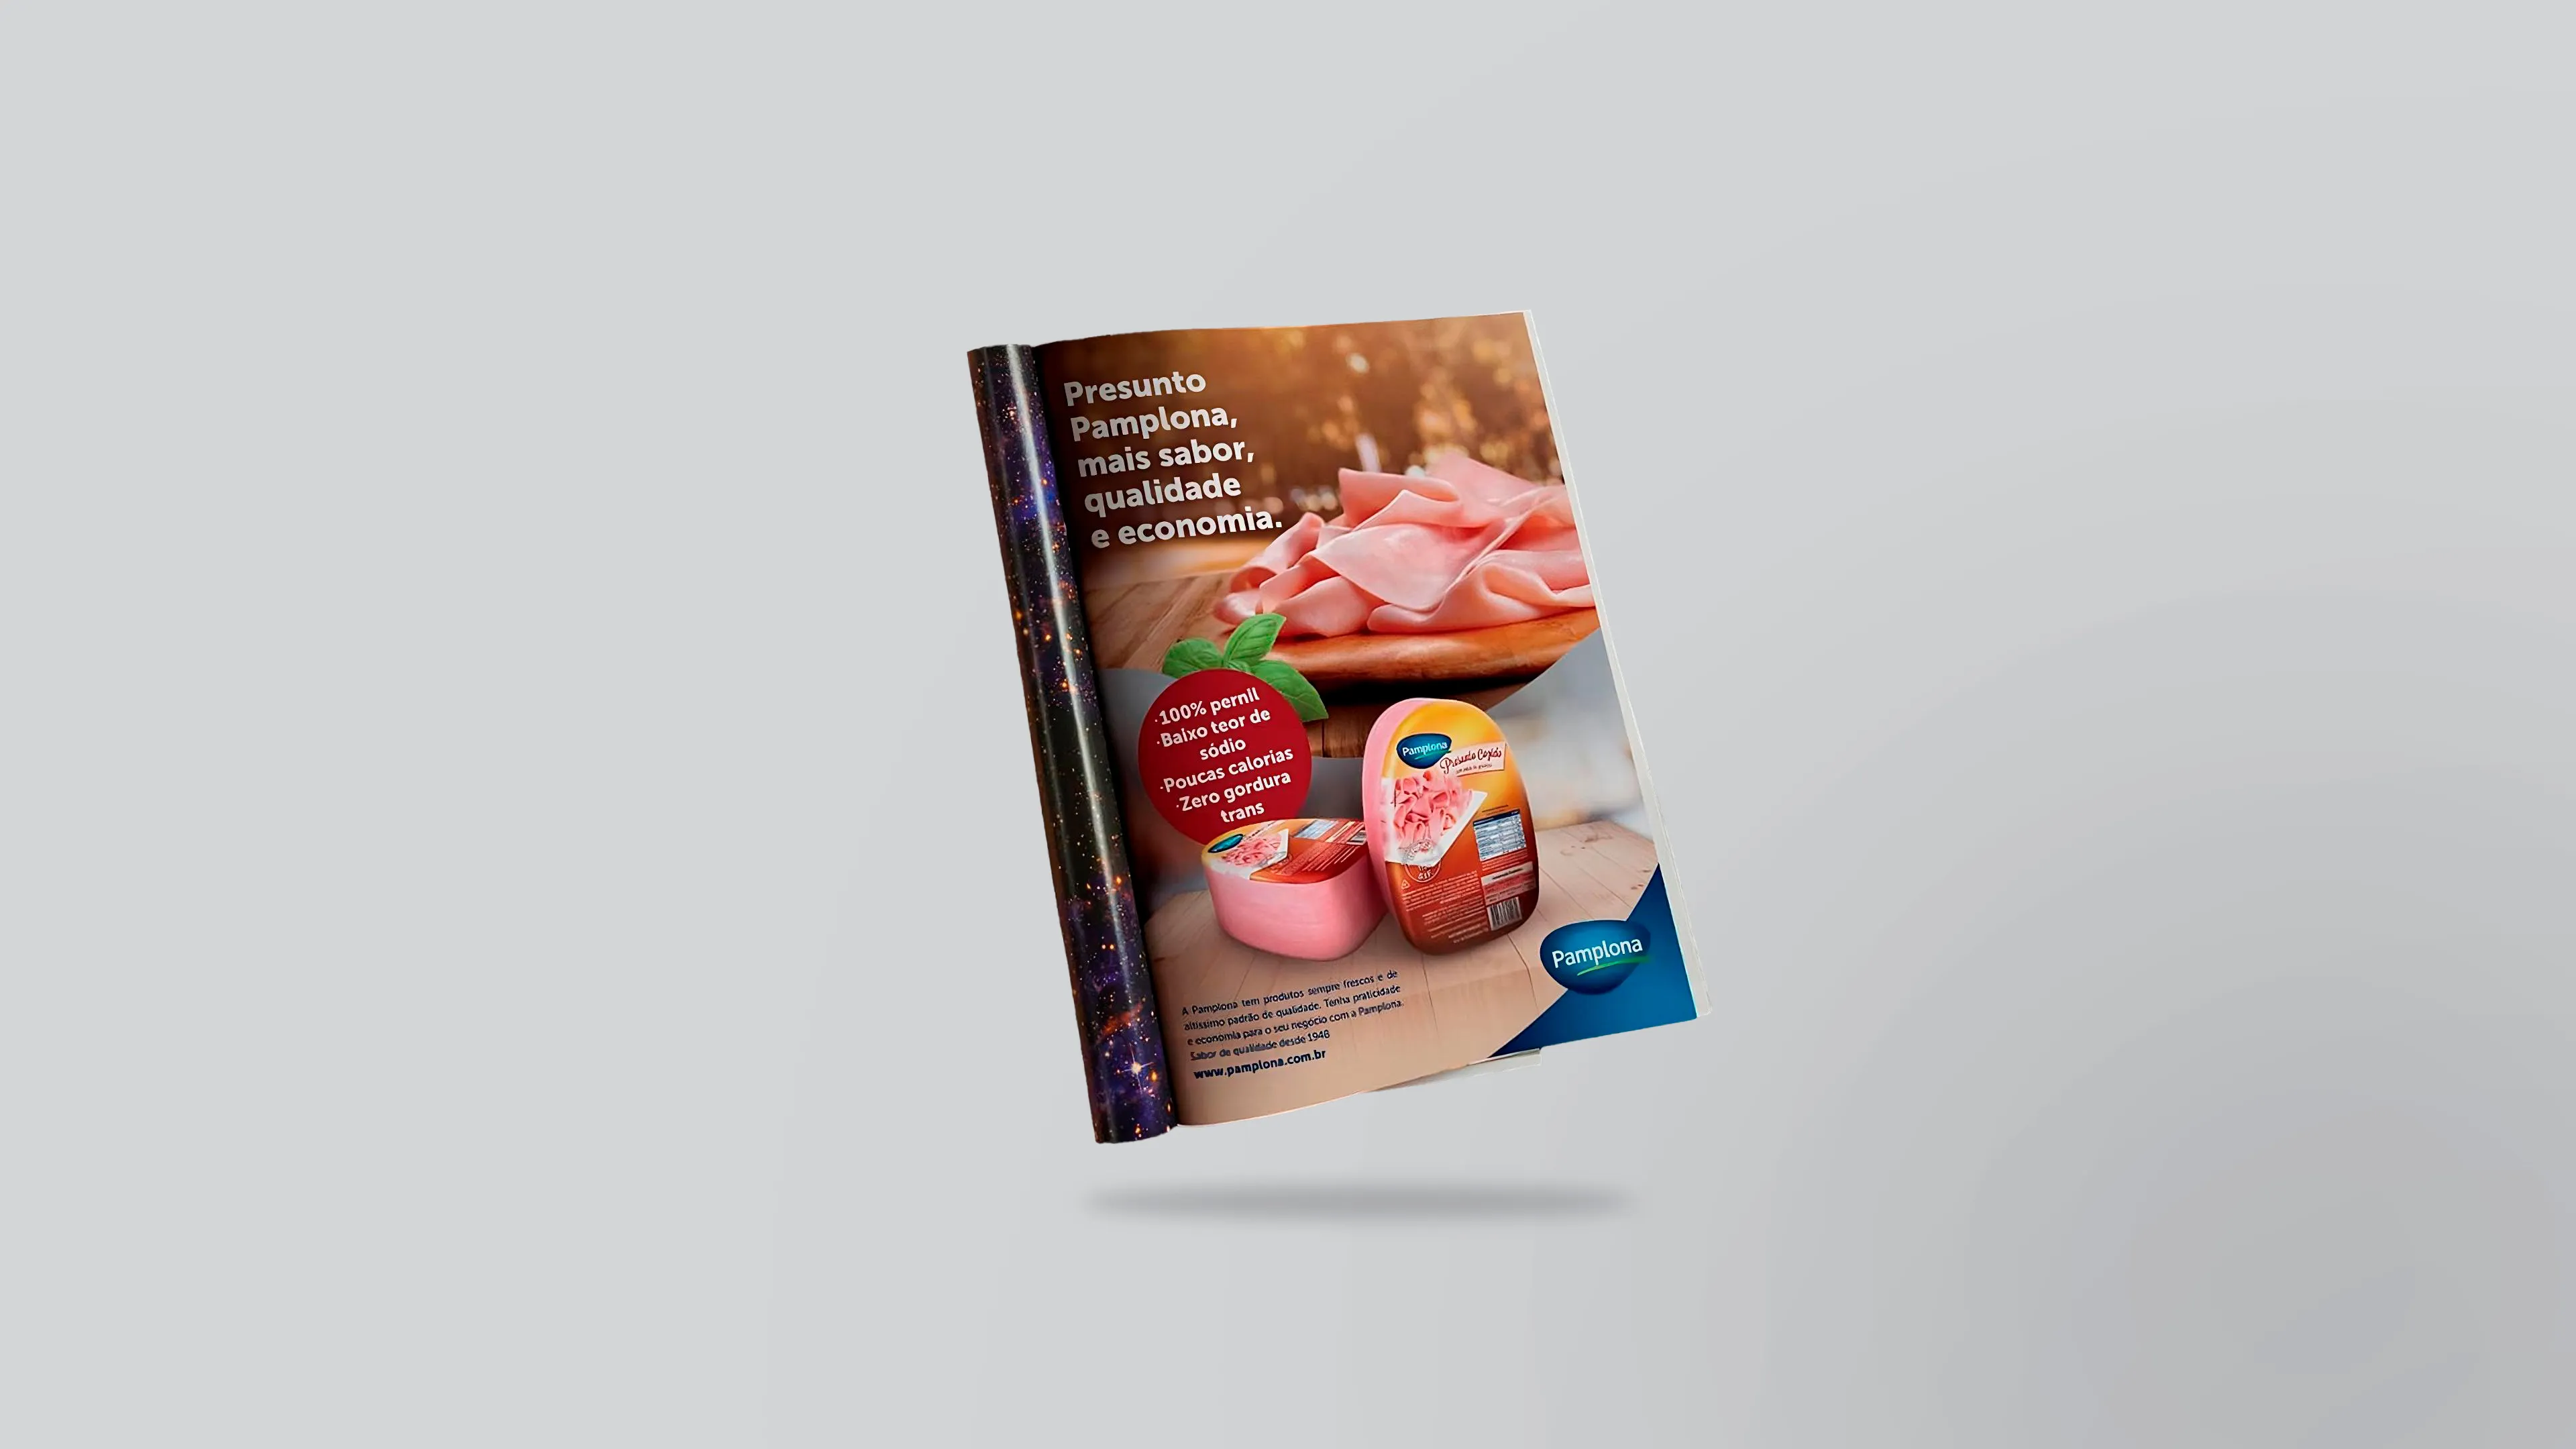 Presunto
Pamplona,
mais sabor,
qualidade
e economia.
·100% pernil
·Baixo teor de
sódio
·Poucas calorias
·Zero gordura
trans
Pamplona
Presunto Cozido
Pamplona
A Pamplona tem produtos sempre frescos e de
altíssimo padrão de qualidade. Tenha praticidade
e economia para o seu negócio com a Pamplona.
Sabor de qualidade desde 1948
www.pamplona.com.br